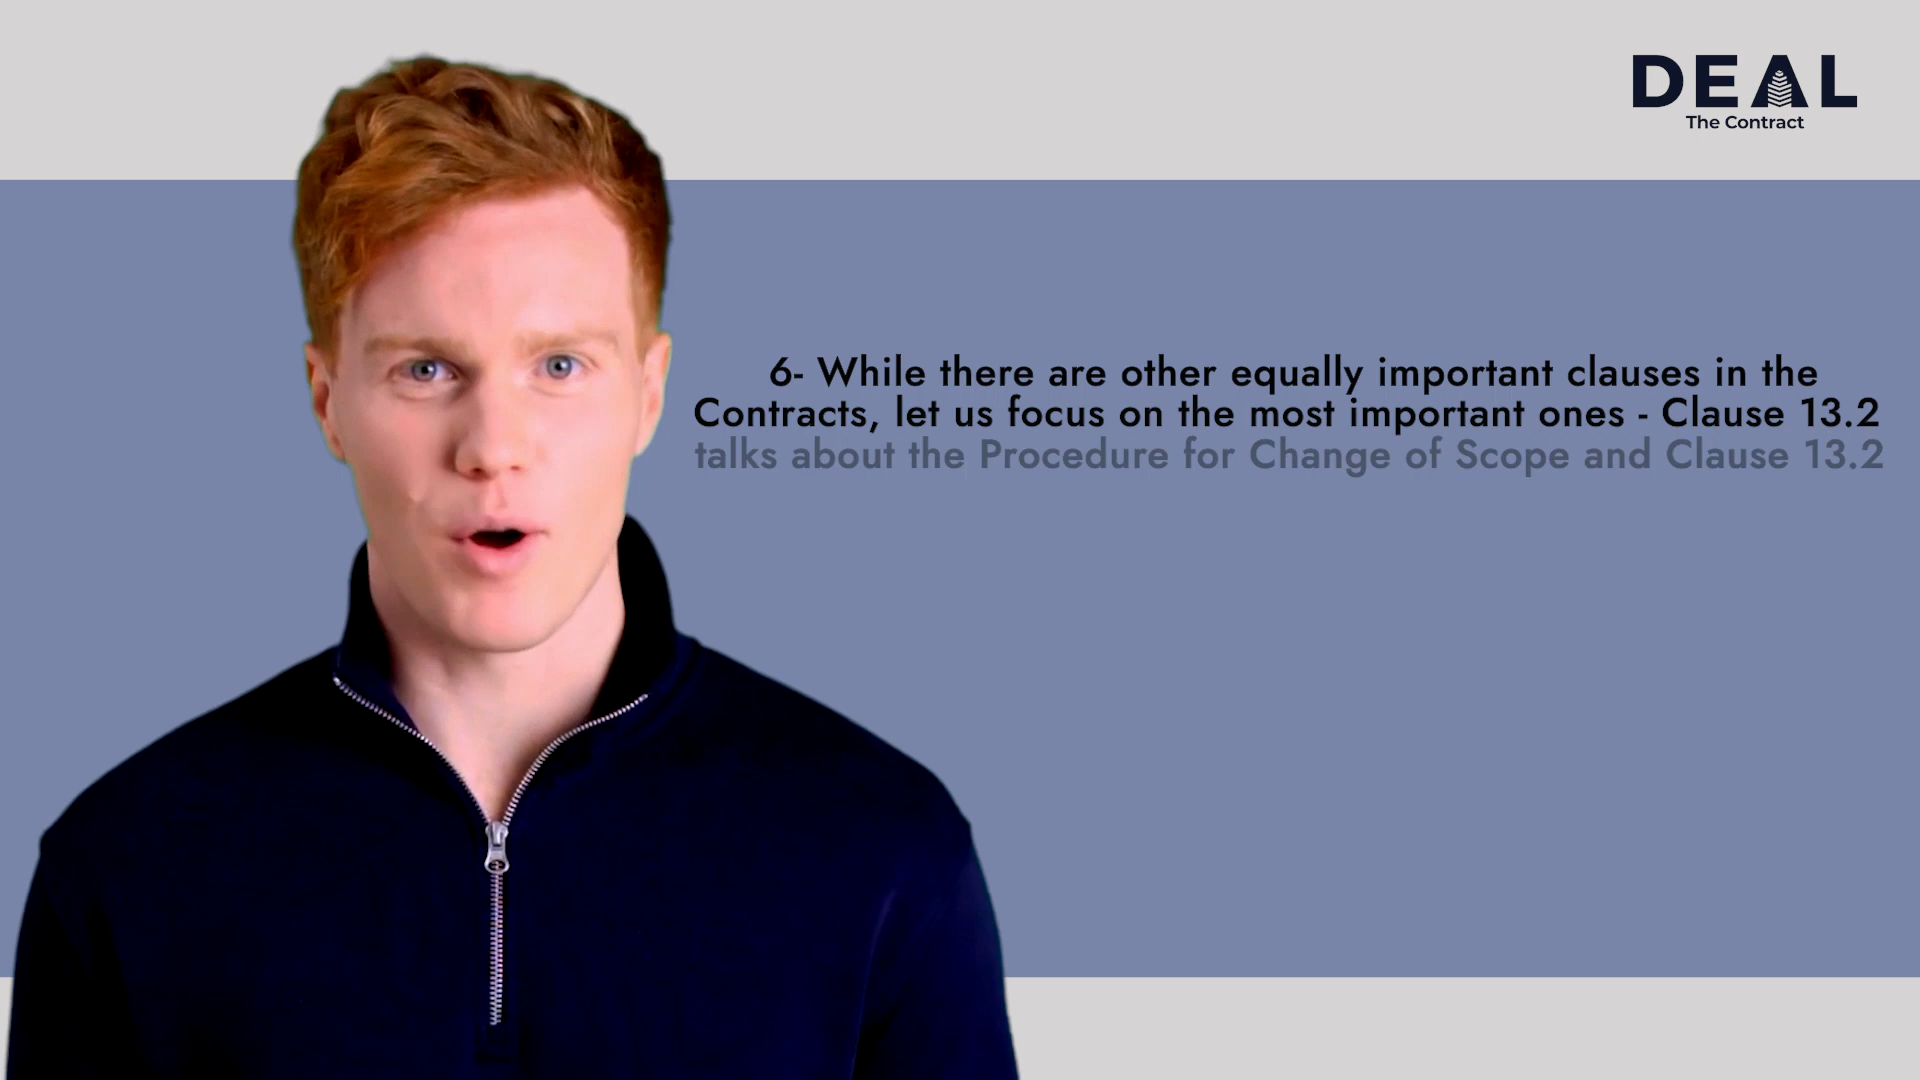 DEAL
The Contract
6- While there are other equally important clauses in the
Contracts, let us focus on the most important ones - Clause 13.2
talks about the Procedure for Change of Scope and Clause 13.2